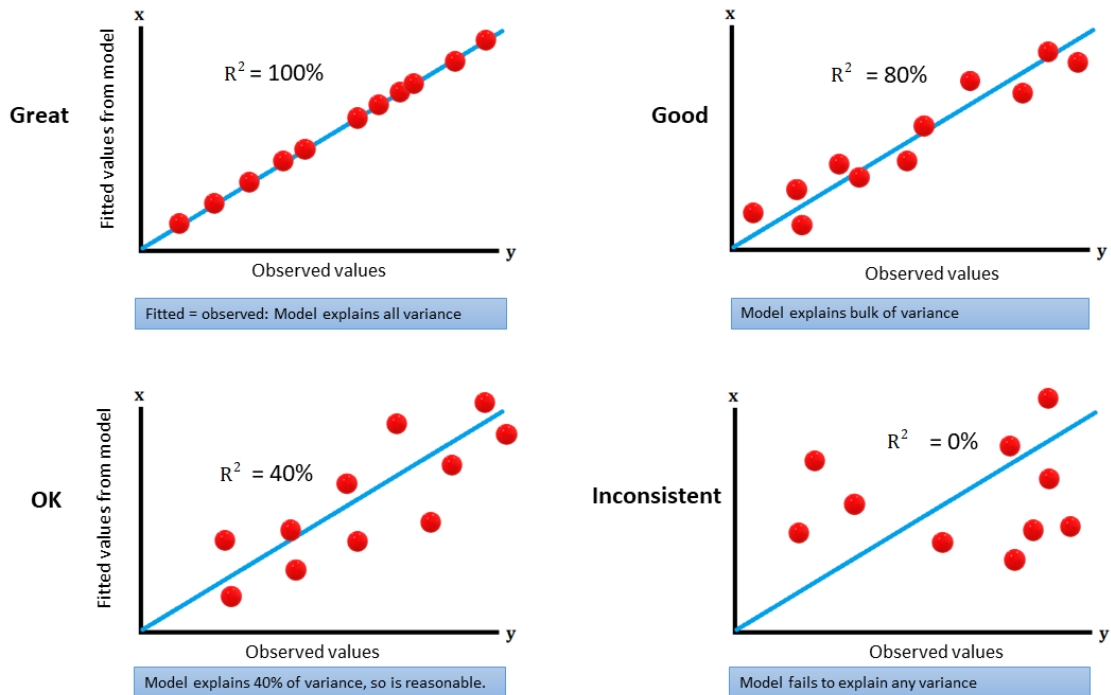 x
R² = 100%
Great
Fitted values from model
y
Observed values
Fitted = observed: Model explains all variance
x
R² = 80%
Good
y
Observed values
Model explains bulk of variance
x
R² = 40%
OK
Fitted values from model
y
Observed values
Model explains 40% of variance, so is reasonable.
x
R² = 0%
Inconsistent
y
Observed values
Model fails to explain any variance